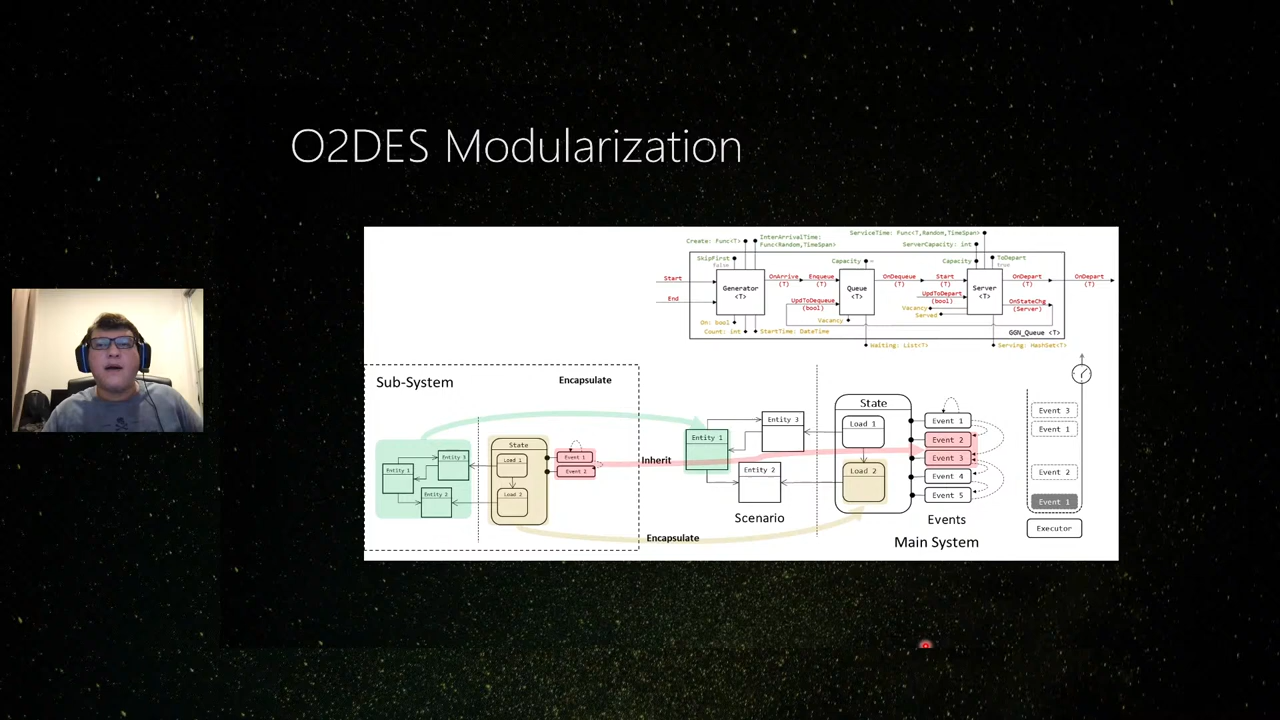 O2DES Modularization
ServiceTime: Func<T,Random,TimeSpan>
InterArrivalTime:
Create: Func<T>
Func<Random,TimeSpan>
ServerCapacity: int
SkipFirst
false
Capacity
∞
Capacity
ToDepart
true
Start
End
Generator
<T>
OnArrive
(T)
Enqueue
(T)
UpdToDequeue
(bool)
Queue
<T>
OnDequeue
(T)
Start
(T)
UpdToDepart
(bool)
Server
<T>
OnDepart
(T)
OnDepart
(T)
OnStateChg
(Server)
Vacancy
Served
Vacancy
On: bool
Count: int
StartTime: DateTime
GGN_Queue <T>
Waiting: List<T>
Serving: HashSet<T>
Sub-System
Encapsulate
Entity 1
Entity 3
Entity 2
State
Load 1
Load 2
Event 1
Event 2
Inherit
Encapsulate
Entity 1
Entity 3
Entity 2
Scenario
State
Load 1
Load 2
Event 1
Event 2
Event 3
Event 4
Event 5
Events
Main System
Event 3
Event 1
Event 2
Event 1
Executor